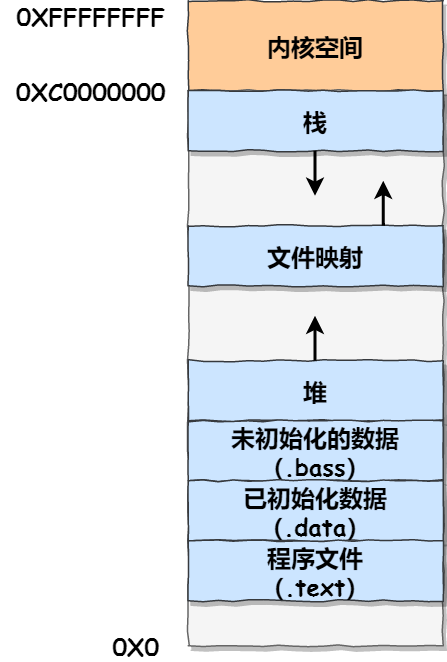 0XFFFFFFFF
内核空间
0XC0000000
栈
文件映射
堆
未初始化的数据
(.bass)
已初始化数据
(.data)
程序文件
(.text)
0X0